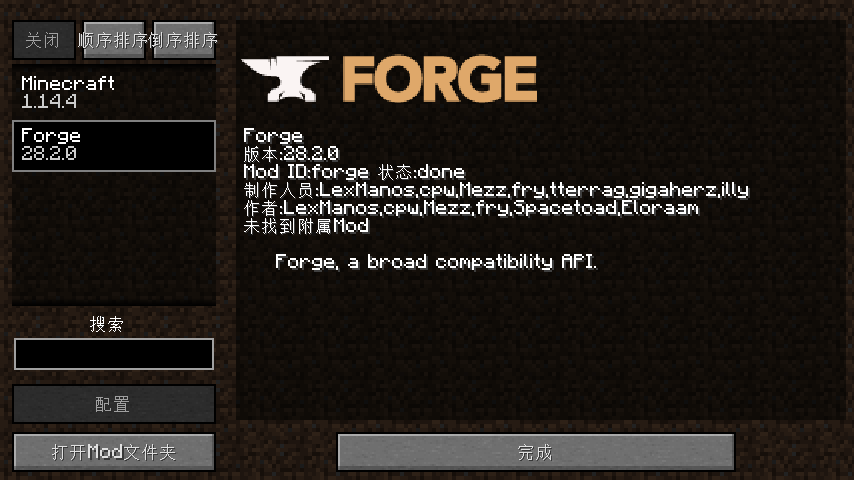 关闭 顺序排序 倒序排序
Minecraft
1.14.4
Forge
28.2.0
搜索
配置
打开Mod文件夹
FORGE
Forge
版本:28.2.0
Mod ID:forge 状态:done
制作人员:LexManos,cpw,Mezz,fry,tterrag,gigaherz,illy
作者:LexManos,cpw,Mezz,fry,Spacetoad,Eloraam
未找到附属Mod
Forge, a broad compatibility API.
完成